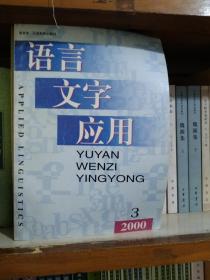 语言
文字
应用
APPLIED LINGUISTICS
YUYAN
WENZI
YINGYONG
3
2000